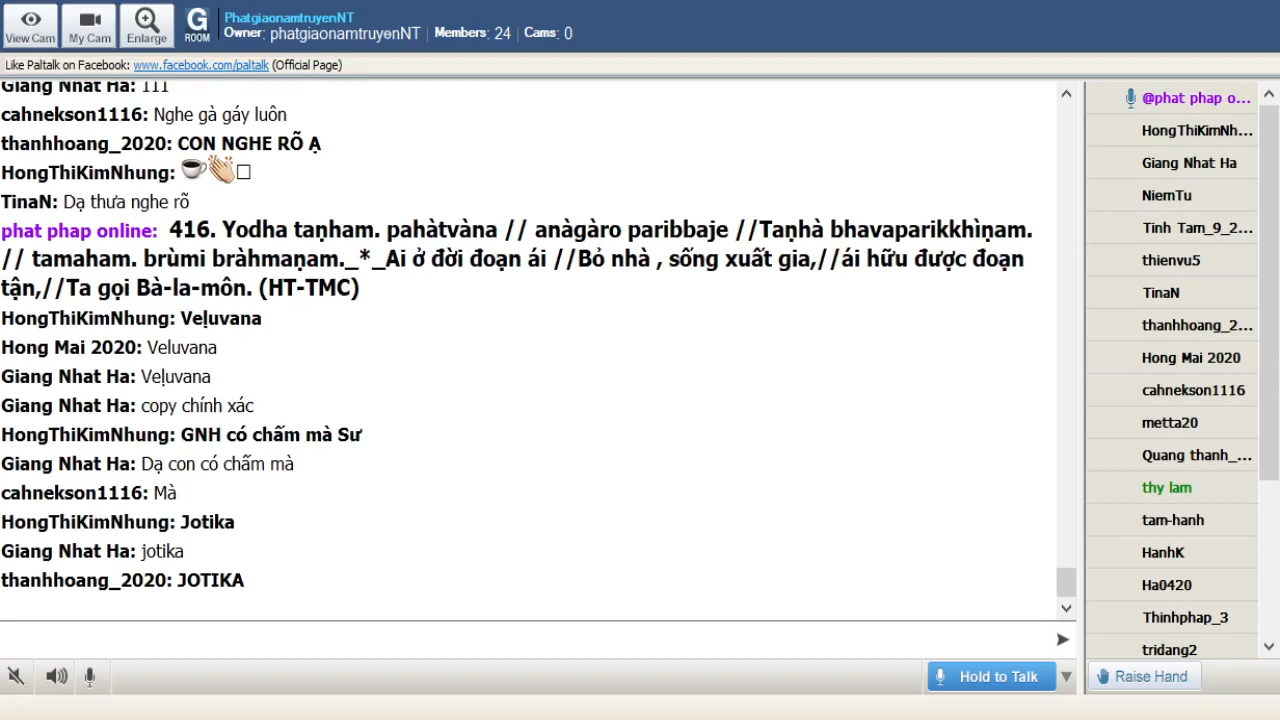 View Cam
My Cam
Enlarge
G
ROOM
PhatgiaonamtruyenNT
Owner: phatgiaonamtruyenNT | Members: 24 | Cams: 0
Like Paltalk on Facebook: www.facebook.com/paltalk (Official Page)
Giang Nhat Ha: 111
cahnekson1116: Nghe gà gáy luôn
thanhhoang_2020: CON NGHE RÕ Ạ
HongThiKimNhung: ☕👏□
TinaN: Dạ thưa nghe rõ
phat phap online: 416. Yodha taṇham. pahàtvàna // anàgàro paribbaje //Taṇhà bhavaparikkhìṇam.
// tamaham. brùmi bràhmaṇam._*_Ai ở đời đoạn ái //Bỏ nhà , sống xuất gia,//ái hữu được đoạn
tận,//Ta gọi Bà-la-môn. (HT-TMC)
HongThiKimNhung: Veḷuvana
Hong Mai 2020: Veluvana
Giang Nhat Ha: Veḷuvana
Giang Nhat Ha: copy chính xác
HongThiKimNhung: GNH có chấm mà Sư
Giang Nhat Ha: Dạ con có chấm mà
cahnekson1116: Mà
HongThiKimNhung: Jotika
Giang Nhat Ha: jotika
thanhhoang_2020: JOTIKA
@phat phap o...
HongThiKimNh...
Giang Nhat Ha
NiemTu
Tinh Tam_9_2...
thienvu5
TinaN
thanhhoang_2...
Hong Mai 2020
cahnekson1116
metta20
Quang thanh_...
thy lam
tam-hanh
HanhK
Ha0420
Thinhphap_3
tridang2
Hold to Talk
Raise Hand